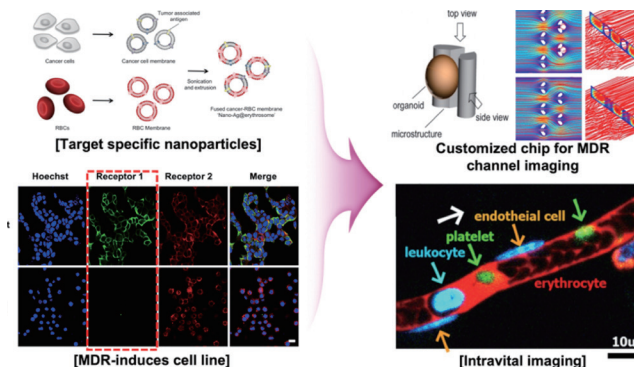 Tumor associated
antigen
Cancer cells
Cancer cell membrane
Sonication
and extrusion
RBCs
RBC Membrane
Fused cancer-RBC membrane
'Nano-Ag@erythrosome'
[Target specific nanoparticles]
Hoechst Receptor 1 Receptor 2 Merge
t
[MDR-induces cell line]
top view
organoid
microstructure
side view
Customized chip for MDR
channel imaging
endotheial cell
platelet
leukocyte
erythrocyte
10u
[Intravital imaging]